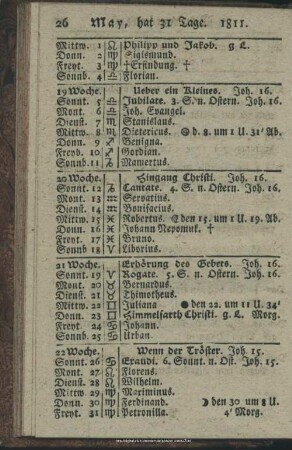 26 May, hat 31 Tage. 1811.
Mittw. 1 ♌ Philipp und Jakob. g L.
Donn. 2 ♍ Sigismund.
Freyt. 3 ♍ †Erfindung. †
Sonnb. 4 ♎ Florian.
19 Woche. Ueber ein Kleines. Joh. 16.
Sonnt. 5 ♎ Jubilate. 3. S. n. Ostern. Joh. 16.
Mont. 6 ♏ Joh. Evangel.
Dienst. 7 ♏ Stanislaus.
Mittw. 8 ♏ Dietericus. d. 8. um 1 U. 31' Ab.
Donn. 9 ♐ Benigna.
Freyt. 10 ♐ Gordian.
Sonnb. 11 ♑ Mamertus.
20 Woche. Hingang Christi. Joh. 16.
Sonnt. 12 ♑ Cantate. 4. S. n. Ostern. Joh. 16.
Mont. 13 ♒ Servatius.
Dienst. 14 ♒ Bonifacius.
Mittw. 15 ♓ Robertus. den 15. um 1 U. 19. Ab.
Donn. 16 ♓ Johann Nepomuk. †
Freyt. 17 ♓ Bruno.
Sonnb 18 ♈ Liborius.
21 Woche. Erhörung des Gebets. Joh. 16.
Sonnt. 19 ♈ Rogate. 5. S. n. Ostern. Joh. 16.
Mont. 20 ♉ Bernardus.
Dienst. 21 ♉ Thimotheus.
Mittw. 22 ♊ Juliana ● den 22. um 11 U. 34'
Donn. 23 ♊ Himmelfarth Christi. g. L. Morg.
Freyt. 24 ♋ Johann.
Sonnb. 25 ♋ Urban.
22 Woche. Wenn der Tröster. Joh 15.
Sonnt. 26 ♋ Exaudi. 6. Sonnt. n. Ost. Joh. 15.
Mont. 27 ♌ Florens.
Dienst. 28 ♌ Wilhelm.
Mittw 29 ♍ Mariminus.
Donn. 30 ♍ Ferdinand. ☽ den 30 um 8 U.
Freyt. 31 ♍ Petronilla. 4' Morg.